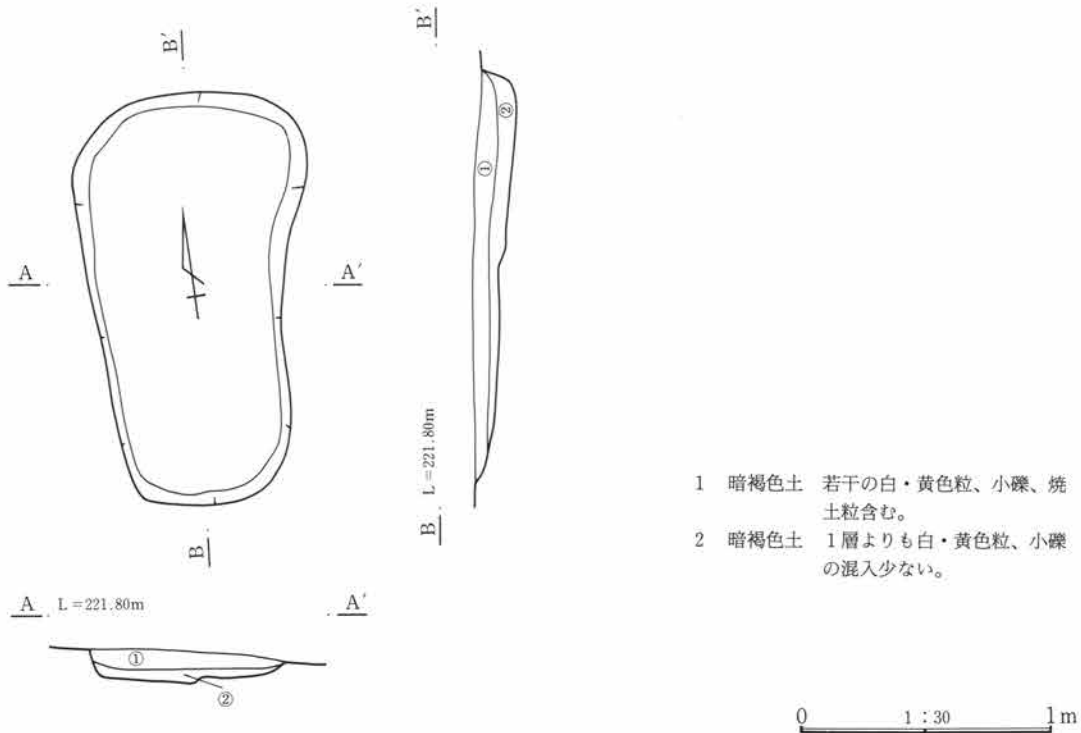 B′
B′
②
①
A
A′
L=221.80m
B
B
1 暗褐色土 若干の白・黄色粒、小礫、焼
土粒含む。
2 暗褐色土 1層よりも白・黄色粒、小礫
の混入少ない。
A L=221.80m A′
①
②
0 1:30 1m